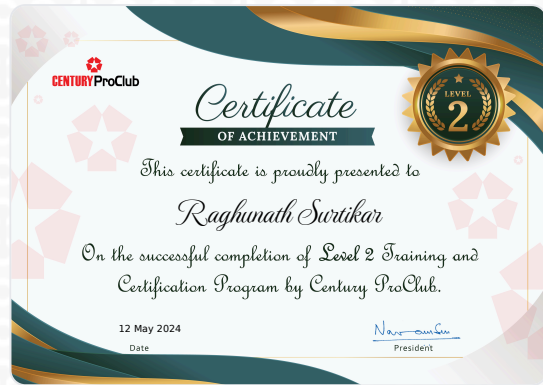 CENTURY ProClub
LEVEL
2
Certificate
OF ACHIEVEMENT
This certificate is proudly presented to
Raghunath Surtikar
On the successful completion of Level 2 Training and
Certification Program by Century ProClub.
12 May 2024
Date
President